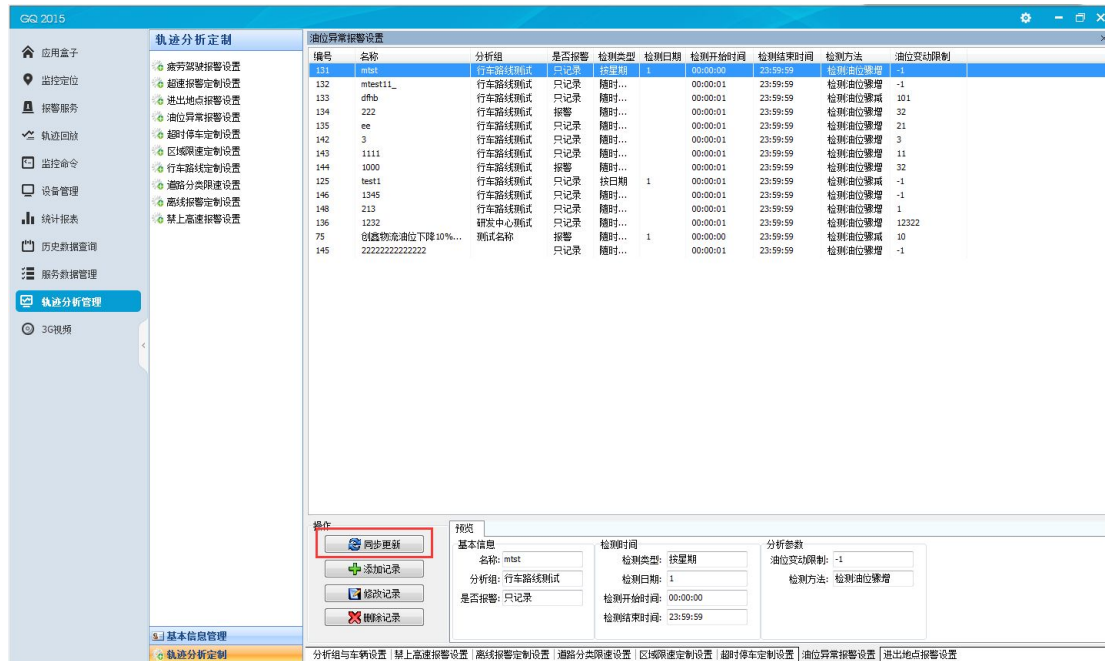 GQ 2015
应用盒子
监控定位
报警服务
轨迹回放
监控命令
设备管理
统计报表
历史数据查询
服务数据管理
轨迹分析管理
3G视频
轨迹分析定制
疲劳驾驶报警设置
超速报警定制设置
进出地点报警设置
油位异常报警设置
超时停车定制设置
区域限速定制设置
行车路线定制设置
道路分类限速设置
离线报警定制设置
禁上高速报警设置
基本信息管理
轨迹分析定制
油位异常报警设置
编号 名称 分析组 是否报警 检测类型 检测日期 检测开始时间 检测结束时间 检测方法 油位变动限制
131 mtst 行车路线测试 只记录 按星期 1 00:00:00 23:59:59 检测油位骤增 -1
132 mtest11_ 行车路线测试 只记录 随时... 00:00:01 23:59:59 检测油位骤增 -1
133 dfhb 行车路线测试 只记录 随时... 00:00:01 23:59:59 检测油位骤减 101
134 222 行车路线测试 报警 随时... 00:00:01 23:59:59 检测油位骤增 32
135 ee 行车路线测试 只记录 随时... 00:00:01 23:59:59 检测油位骤增 21
142 3 行车路线测试 只记录 随时... 00:00:01 23:59:59 检测油位骤增 3
143 1111 行车路线测试 只记录 随时... 00:00:01 23:59:59 检测油位骤增 11
144 1000 行车路线测试 报警 随时... 00:00:01 23:59:59 检测油位骤增 32
125 test1 行车路线测试 只记录 按日期 1 00:00:01 23:59:59 检测油位骤减 -1
146 1345 行车路线测试 只记录 随时... 00:00:01 23:59:59 检测油位骤增 -1
148 213 行车路线测试 只记录 随时... 00:00:01 23:59:59 检测油位骤增 1
136 1232 研发中心测试 只记录 随时... 00:00:01 23:59:59 检测油位骤增 12322
75 创鑫物流油位下降10%... 测试名称 报警 随时... 1 00:00:00 23:59:59 检测油位骤减 10
145 22222222222222 只记录 随时... 00:00:01 23:59:59 检测油位骤增 -1
操作
同步更新
添加记录
修改记录
删除记录
预览
基本信息
名称: mtst
分析组: 行车路线测试
是否报警: 只记录
检测时间
检测类型: 按星期
检测日期: 1
检测开始时间: 00:00:00
检测结束时间: 23:59:59
分析参数
油位变动限制: -1
检测方法: 检测油位骤增
分析组与车辆设置 禁上高速报警设置 离线报警定制设置 道路分类限速设置 区域限速定制设置 超时停车定制设置 油位异常报警设置 进出地点报警设置